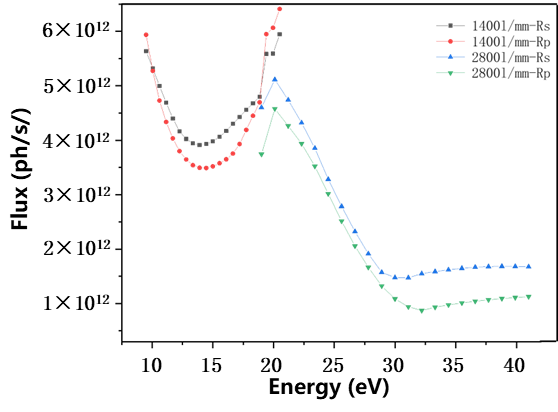 6×10¹²
5×10¹²
4×10¹²
3×10¹²
2×10¹²
1×10¹²
Flux (ph/s/)
14001/mm-Rs
14001/mm-Rp
28001/mm-Rs
28001/mm-Rp
10 15 20 25 30 35 40
Energy (eV)